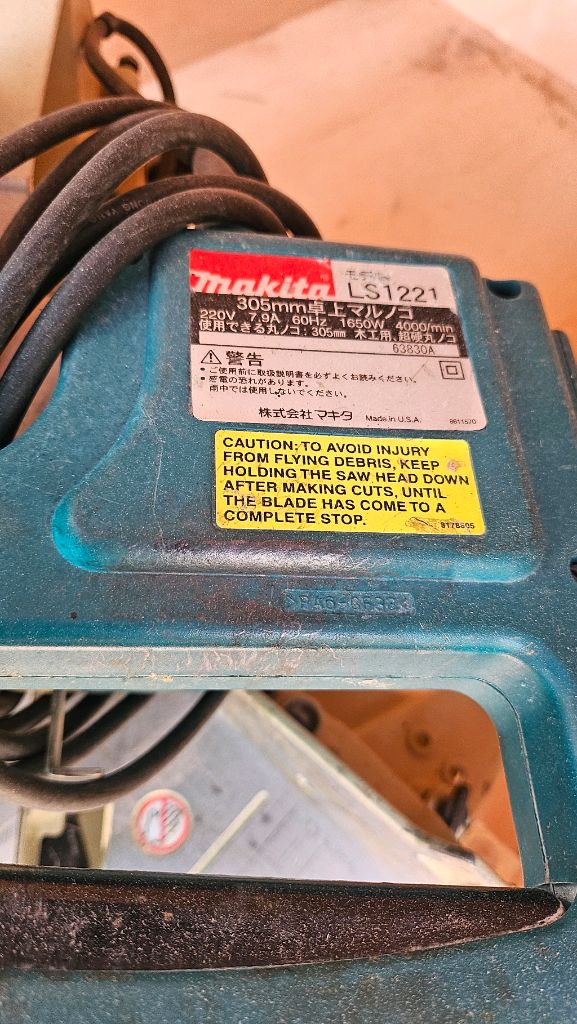 makita モデル LS1221
305mm卓上マルノコ
220V 7.9A 60Hz, 1650W 4000/min
使用できる丸ノコ: 305mm 木工用、超硬丸ノコ
63830A
警告
・ご使用前に取扱説明書を必ずよくお読みください。
・感電の恐れがあります。
雨中では使用しないでください。
株式会社マキタ Made in U.S.A. 8611520
CAUTION: TO AVOID INJURY
FROM FLYING DEBRIS, KEEP
HOLDING THE SAW HEAD DOWN
AFTER MAKING CUTS, UNTIL
THE BLADE HAS COME TO A
COMPLETE STOP.
>PA6-GF33<